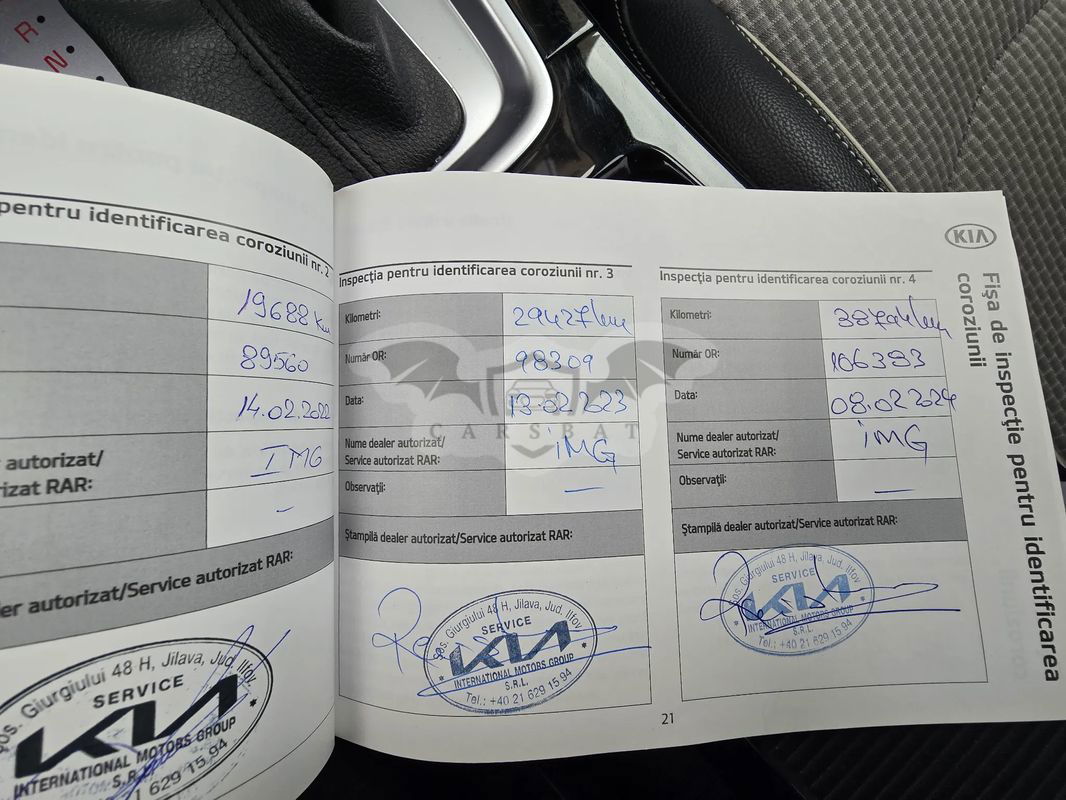 R
N
pentru identificarea coroziunii nr. 2
19688 km
89560
14.02.2022
autorizat/
rizat RAR:
IMG
-
ler autorizat/Service autorizat RAR:
Șos. Giurgiului 48 H, Jilava, Jud. Ilfov
SERVICE
KIA
INTERNATIONAL MOTORS GROUP
S.R.L.
21 629 15 94
Inspecția pentru identificarea coroziunii nr. 3
Kilometri: 29427km
Număr OR: 98309
Data: 13.02.2023
Nume dealer autorizat/
Service autorizat RAR: iMG
Observații: —
Ștampilă dealer autorizat/Service autorizat RAR:
Șos. Giurgiului 48 H, Jilava, Jud. Ilfov
SERVICE
KIA
INTERNATIONAL MOTORS GROUP
S.R.L.
Tel.: +40 21 629 15 94
21
Inspecția pentru identificarea coroziunii nr. 4
Kilometri:
Număr OR: 106393
Data: 08.02.2024
Nume dealer autorizat/
Service autorizat RAR: iMG
Observații: —
Ștampilă dealer autorizat/Service autorizat RAR:
Șos. Giurgiului 48 H, Jilava, Jud. Ilfov
SERVICE
KIA
INTERNATIONAL MOTORS GROUP
S.R.L.
Tel.: +40 21 629 15 94
KIA
Fișa de inspecție pentru identificarea
coroziunii
CARSBAT